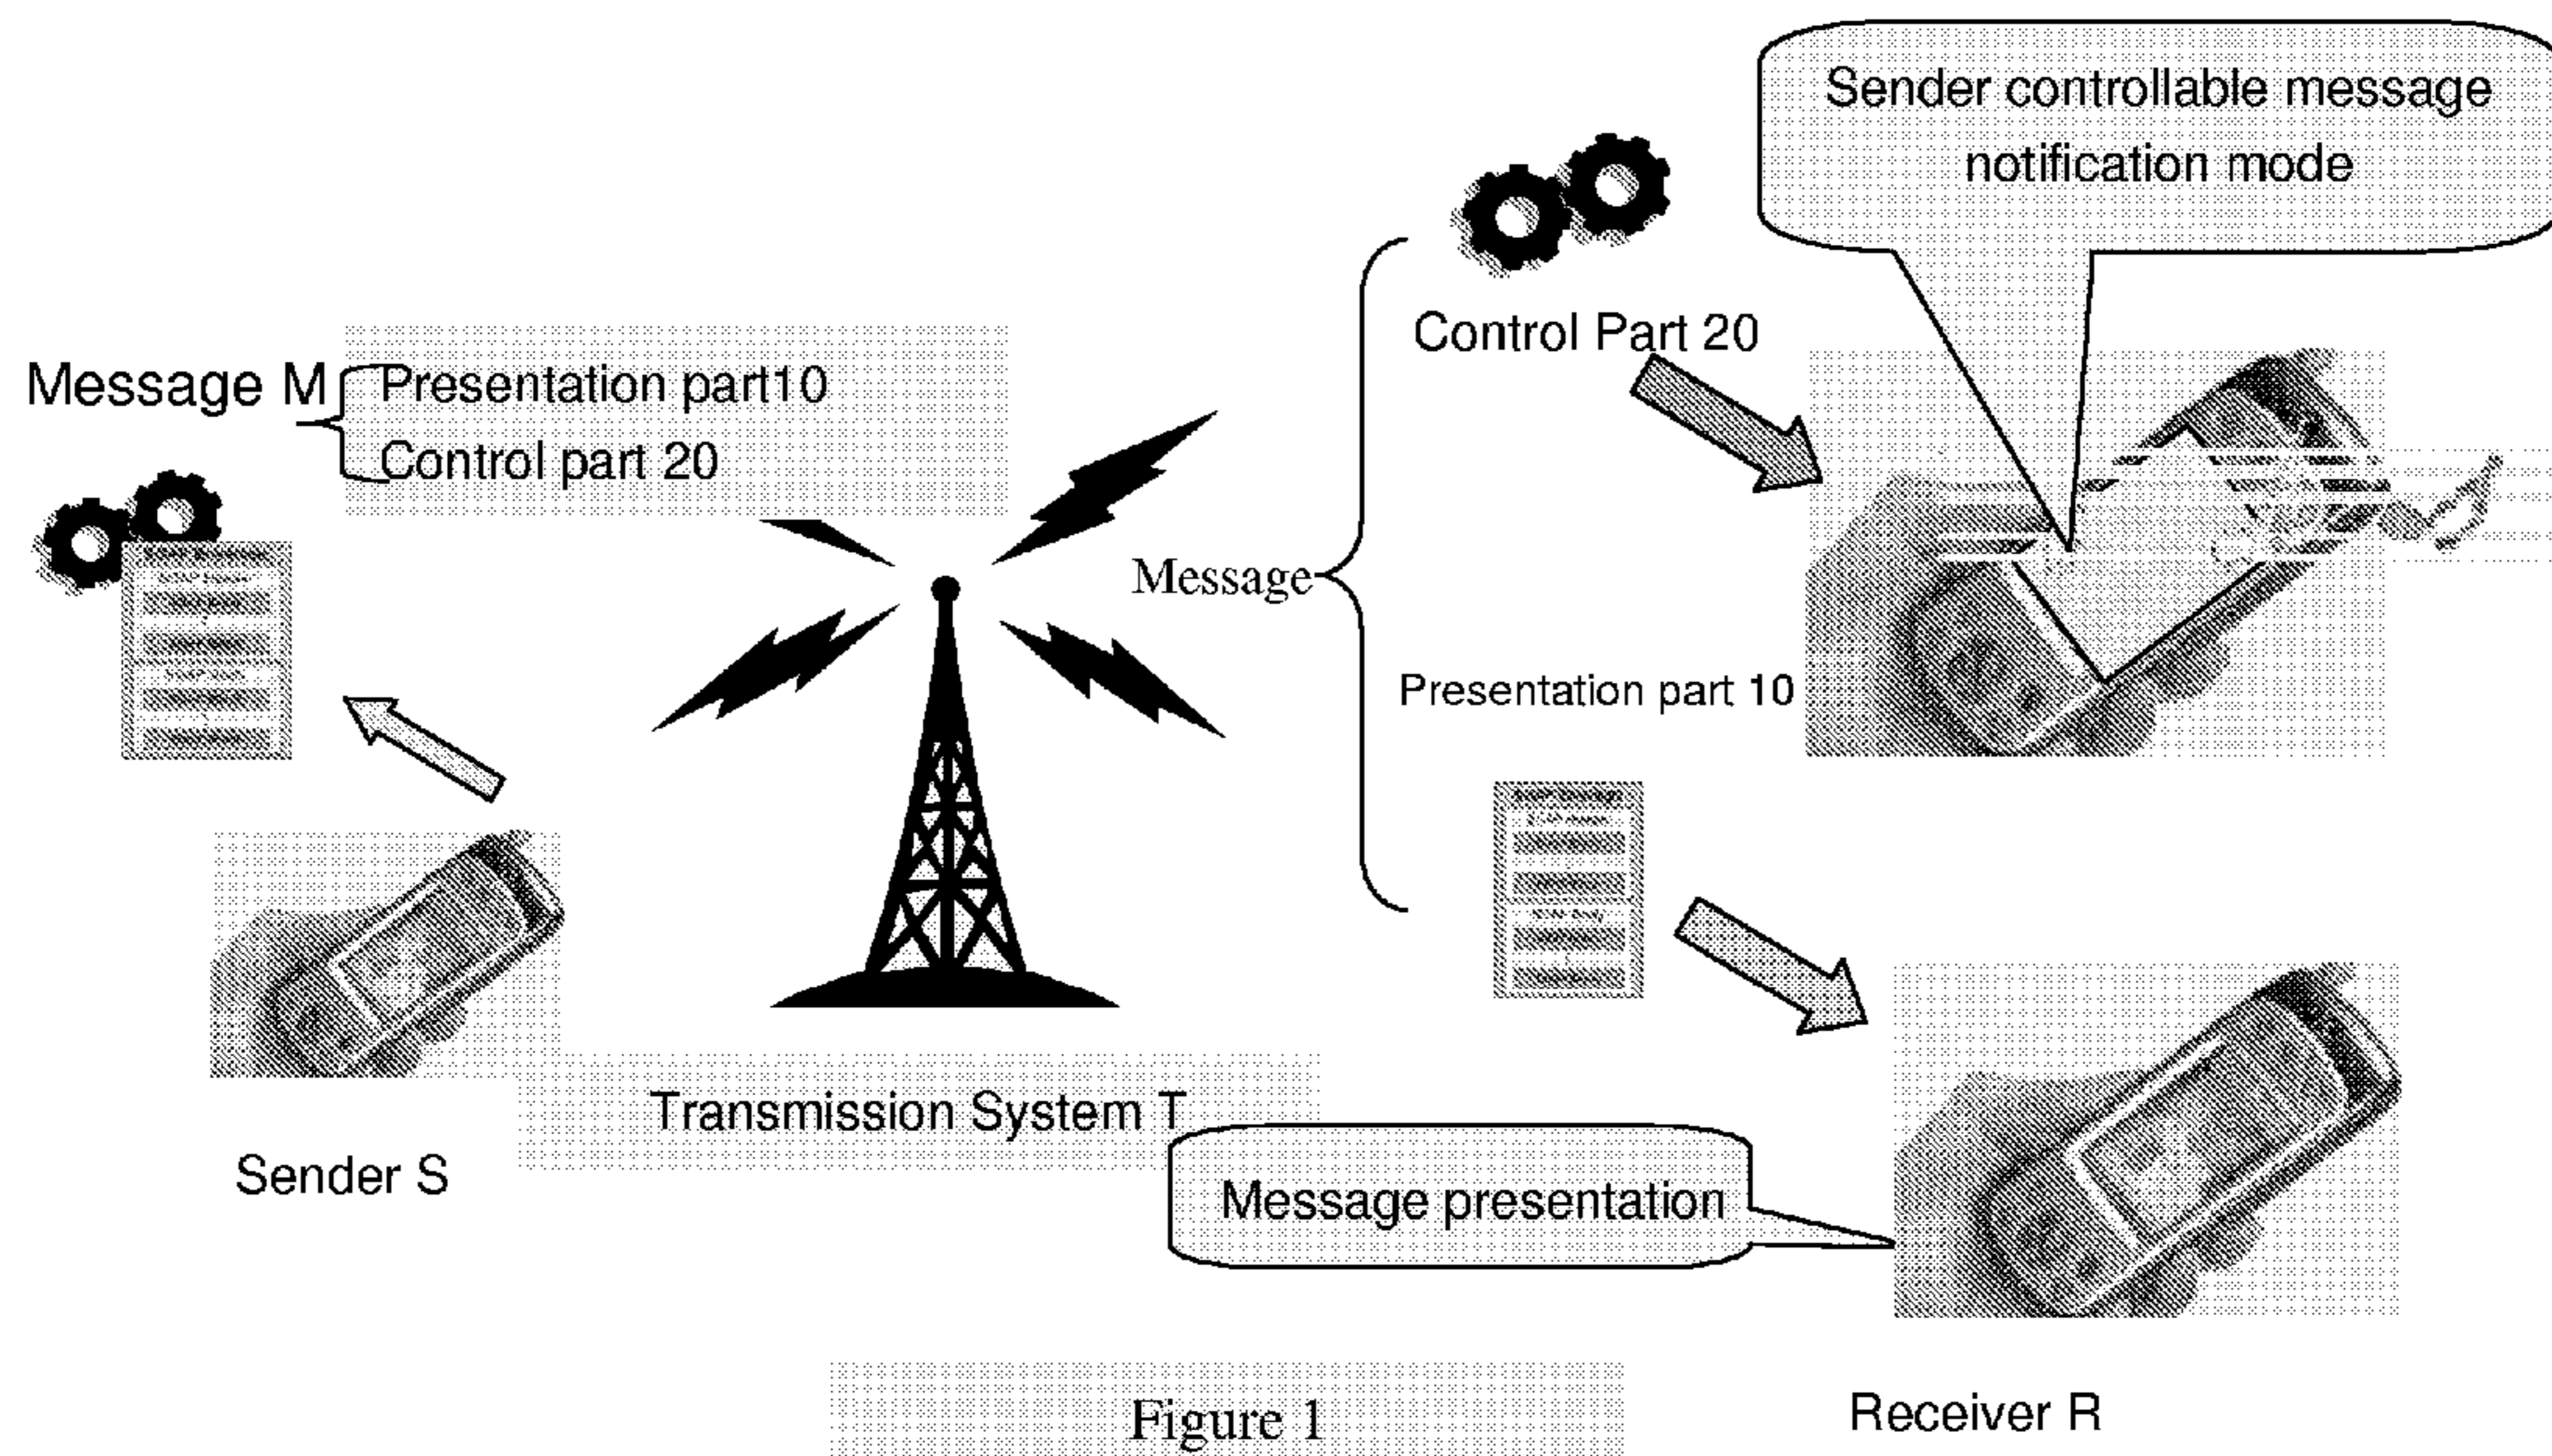 Sender controllable message
notification mode
Control Part 20
Message M
Presentation part10
Control part 20
Message
Presentation part 10
Transmission System T
Sender S
Message presentation
Receiver R
Figure 1